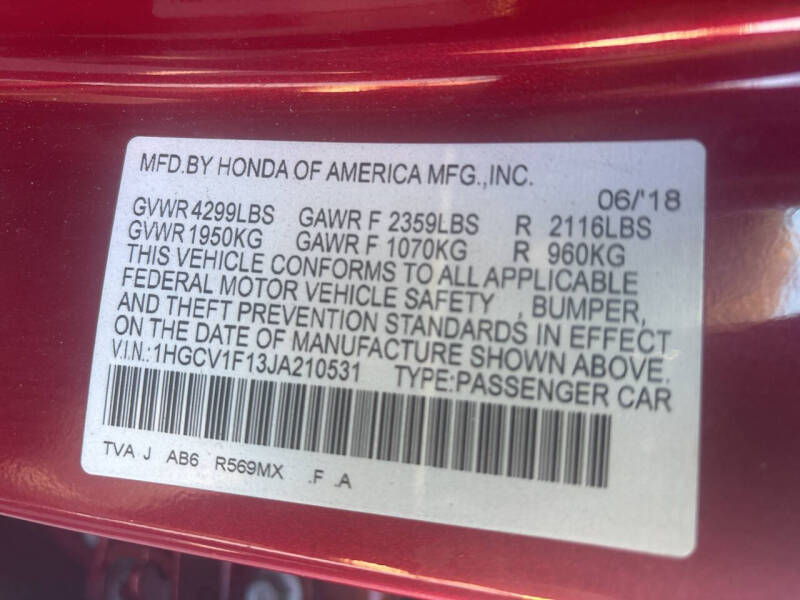 MFD.BY HONDA OF AMERICA MFG.,INC.
06/'18
GVWR 4299LBS GAWR F 2359LBS R 2116LBS
GVWR 1950KG GAWR F 1070KG R 960KG
THIS VEHICLE CONFORMS TO ALL APPLICABLE
FEDERAL MOTOR VEHICLE SAFETY , BUMPER,
AND THEFT PREVENTION STANDARDS IN EFFECT
ON THE DATE OF MANUFACTURE SHOWN ABOVE.
V.I.N.:1HGCV1F13JA210531 TYPE:PASSENGER CAR
TVA J AB6 R569MX .F .A